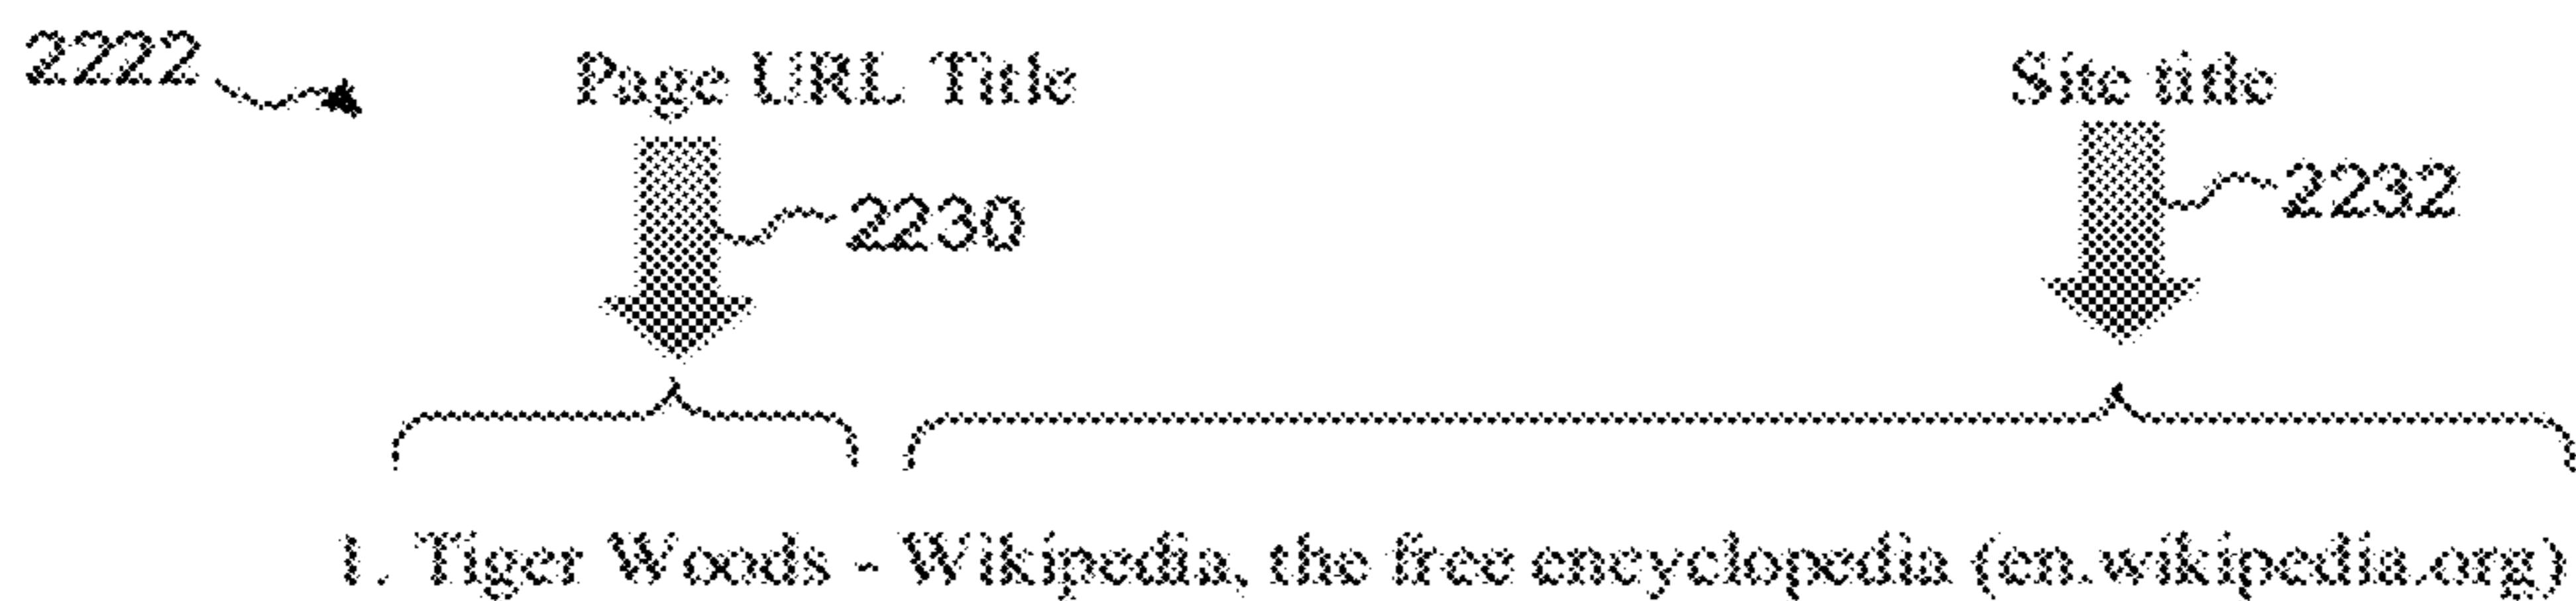 2222
Page URL Title
Site title
2230
2232
1. Tiger Woods - Wikipedia, the free encyclopedia (en.wikipedia.org)